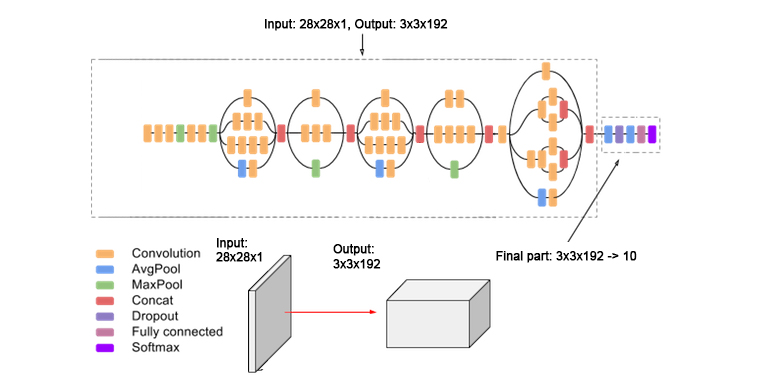 Input: 28x28x1, Output: 3x3x192
Final part: 3x3x192 -> 10
Convolution
AvgPool
MaxPool
Concat
Dropout
Fully connected
Softmax
Input:
28x28x1
Output:
3x3x192